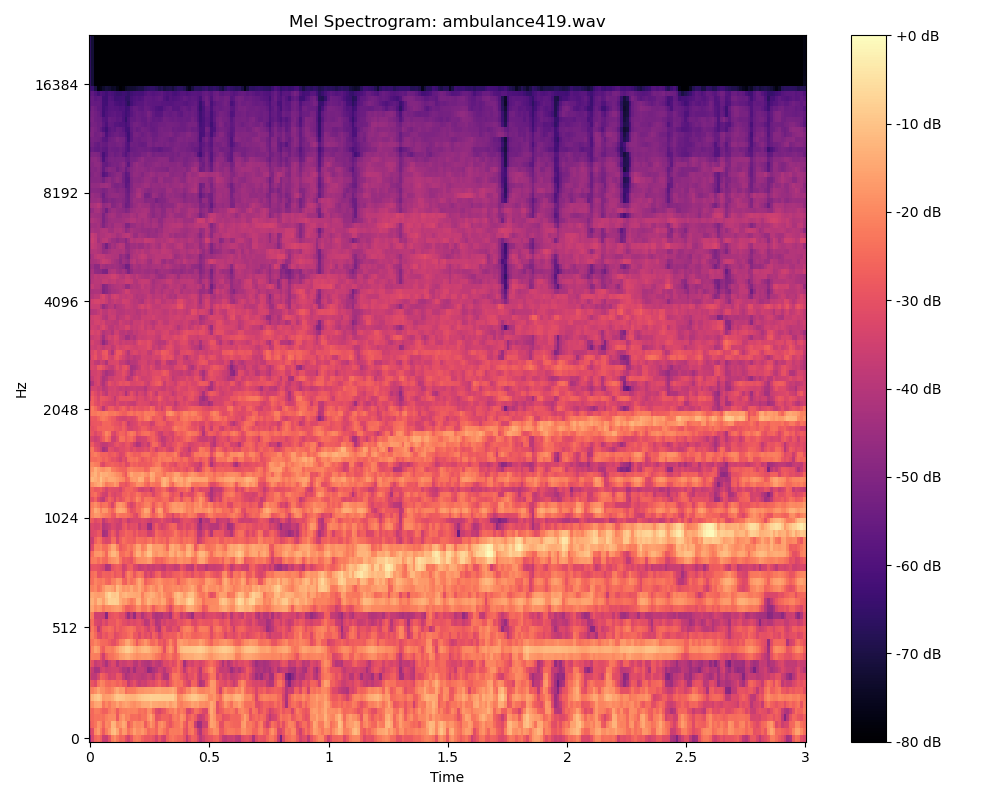 Mel Spectrogram: ambulance419.wav
16384
8192
4096
2048
1024
512
0
Hz
0
0.5
1
1.5
2
2.5
3
Time
+0 dB
-10 dB
-20 dB
-30 dB
-40 dB
-50 dB
-60 dB
-70 dB
-80 dB